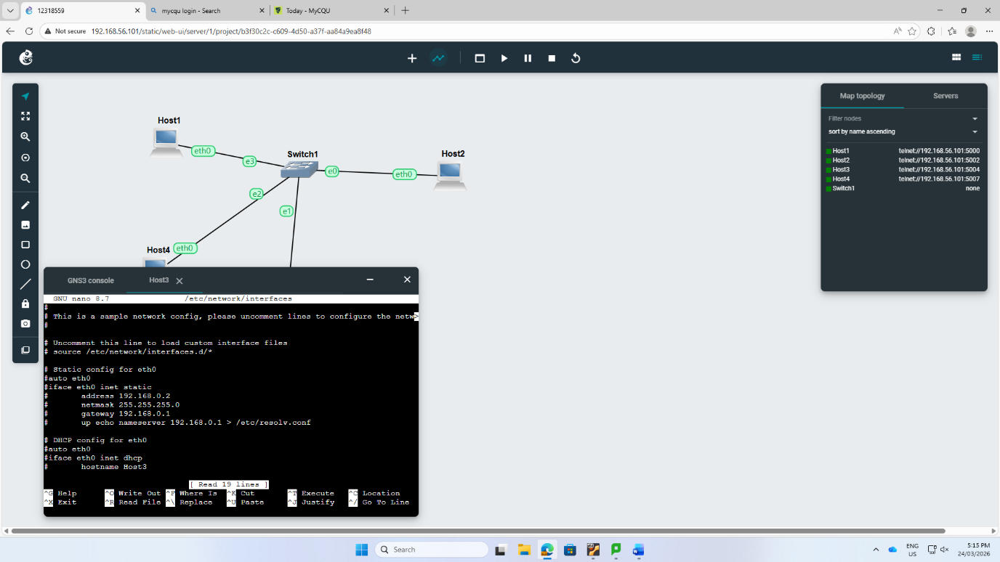 12318559
mycqu login - Search
Today - MyCQU
Not secure 192.168.56.101/static/web-ui/server/1/project/b3f30c2c-c609-4d50-a37f-aa84a9ea8f48
Map topology Servers
Filter nodes
sort by name ascending
Host1 telnet://192.168.56.101:5000
Host2 telnet://192.168.56.101:5002
Host3 telnet://192.168.56.101:5004
Host4 telnet://192.168.56.101:5007
Switch1 none
Host1
eth0
e3
Switch1
e0
eth0
Host2
e2
e1
Host4
eth0
GNS3 console Host3
GNU nano 8.7 /etc/network/interfaces
#
# This is a sample network config, please uncomment lines to configure the netw>
#

# Uncomment this line to load custom interface files
# source /etc/network/interfaces.d/*

# Static config for eth0
#auto eth0
#iface eth0 inet static
# address 192.168.0.2
# netmask 255.255.255.0
# gateway 192.168.0.1
# up echo nameserver 192.168.0.1 > /etc/resolv.conf

# DHCP config for eth0
#auto eth0
#iface eth0 inet dhcp
# hostname Host3
[ Read 19 lines ]
^G Help ^O Write Out ^F Where Is ^K Cut ^T Execute ^C Location
^X Exit ^R Read File ^\ Replace ^U Paste ^J Justify ^/ Go To Line
Search
ENG
US
5:15 PM
24/03/2026